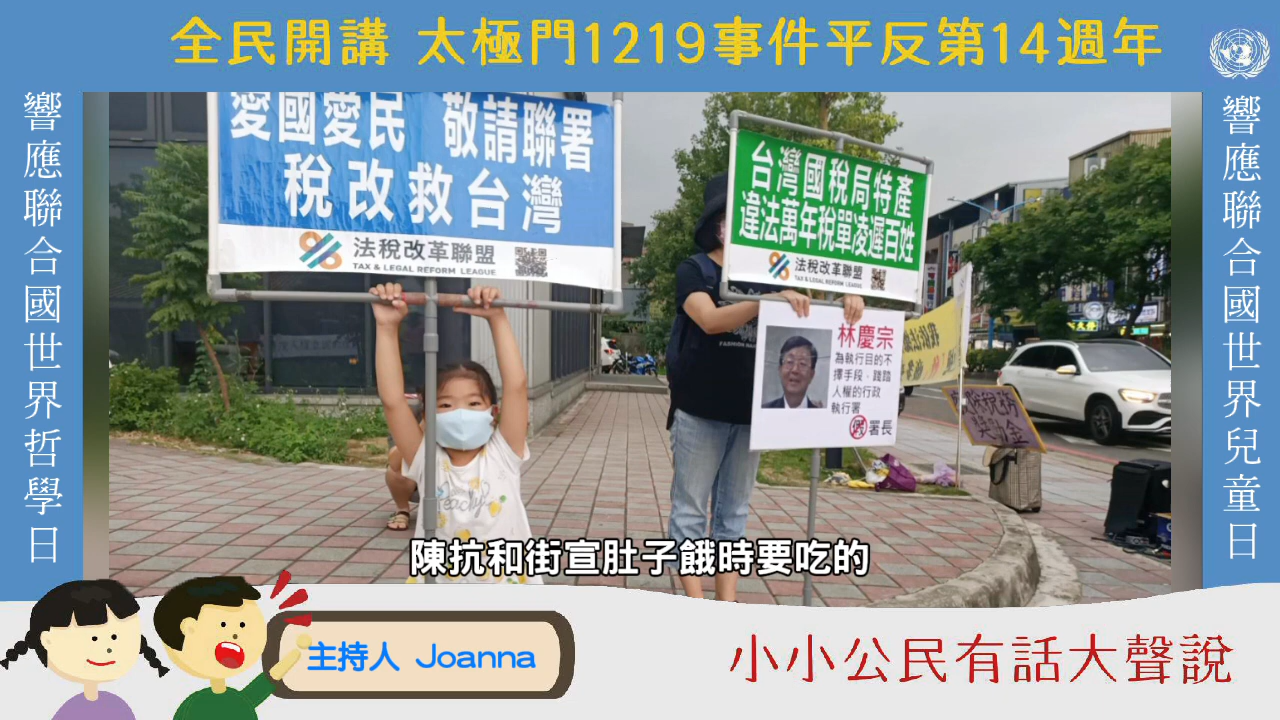 全民開講 太極門1219事件平反第14週年
響應聯合國世界哲學日
愛國愛民 敬請聯署
稅改救台灣
法稅改革聯盟
TAX & LEGAL REFORM LEAGUE
台灣國稅局特產
違法萬年稅單凌遲百姓
法稅改革聯盟
TAX & LEGAL REFORM LEAGUE
林慶宗
為執行目的不
擇手段、踐踏
人權的行政
執行署
假署長
響應聯合國世界兒童日
陳抗和街宣肚子餓時要吃的
主持人 Joanna
小小公民有話大聲說